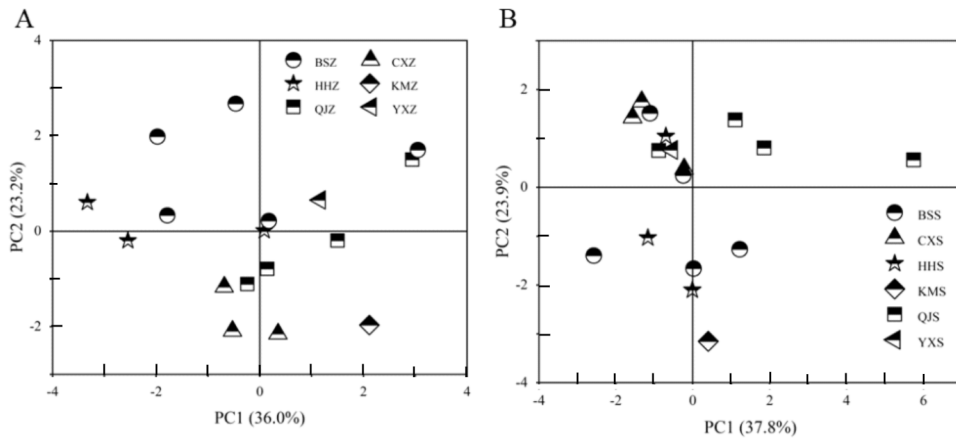 A
4
2
0
-2
-4
-2
0
2
4
PC2 (23.2%)
PC1 (36.0%)
BSZ
CXZ
HHZ
KMZ
QJZ
YXZ
B
2
0
-2
-4
-4
-2
0
2
4
6
PC2 (23.9%)
PC1 (37.8%)
BSS
CXS
HHS
KMS
QJS
YXS